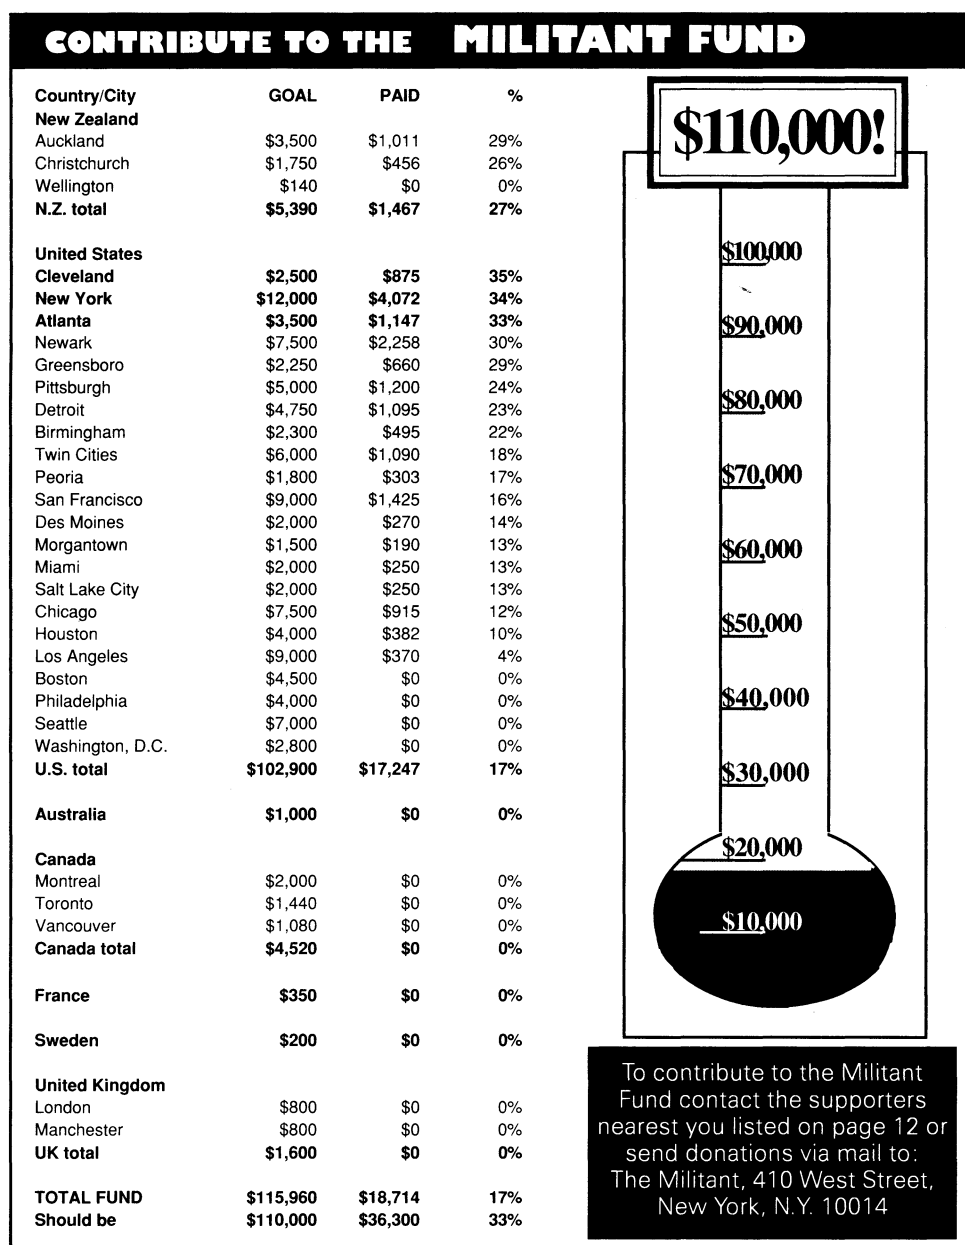 CONTRIBUTE TO THE MILITANT FUND
Country/City GOAL PAID %
New Zealand
Auckland $3,500 $1,011 29%
Christchurch $1,750 $456 26%
Wellington $140 $0 0%
N.Z. total $5,390 $1,467 27%
United States
Cleveland $2,500 $875 35%
New York $12,000 $4,072 34%
Atlanta $3,500 $1,147 33%
Newark $7,500 $2,258 30%
Greensboro $2,250 $660 29%
Pittsburgh $5,000 $1,200 24%
Detroit $4,750 $1,095 23%
Birmingham $2,300 $495 22%
Twin Cities $6,000 $1,090 18%
Peoria $1,800 $303 17%
San Francisco $9,000 $1,425 16%
Des Moines $2,000 $270 14%
Morgantown $1,500 $190 13%
Miami $2,000 $250 13%
Salt Lake City $2,000 $250 13%
Chicago $7,500 $915 12%
Houston $4,000 $382 10%
Los Angeles $9,000 $370 4%
Boston $4,500 $0 0%
Philadelphia $4,000 $0 0%
Seattle $7,000 $0 0%
Washington, D.C. $2,800 $0 0%
U.S. total $102,900 $17,247 17%
Australia $1,000 $0 0%
Canada
Montreal $2,000 $0 0%
Toronto $1,440 $0 0%
Vancouver $1,080 $0 0%
Canada total $4,520 $0 0%
France $350 $0 0%
Sweden $200 $0 0%
United Kingdom
London $800 $0 0%
Manchester $800 $0 0%
UK total $1,600 $0 0%
TOTAL FUND $115,960 $18,714 17%
Should be $110,000 $36,300 33%
$110,000!
$100,000
$90,000
$80,000
$70,000
$60,000
$50,000
$40,000
$30,000
$20,000
$10,000
To contribute to the Militant
Fund contact the supporters
nearest you listed on page 12 or
send donations via mail to:
The Militant, 410 West Street,
New York, N.Y. 10014